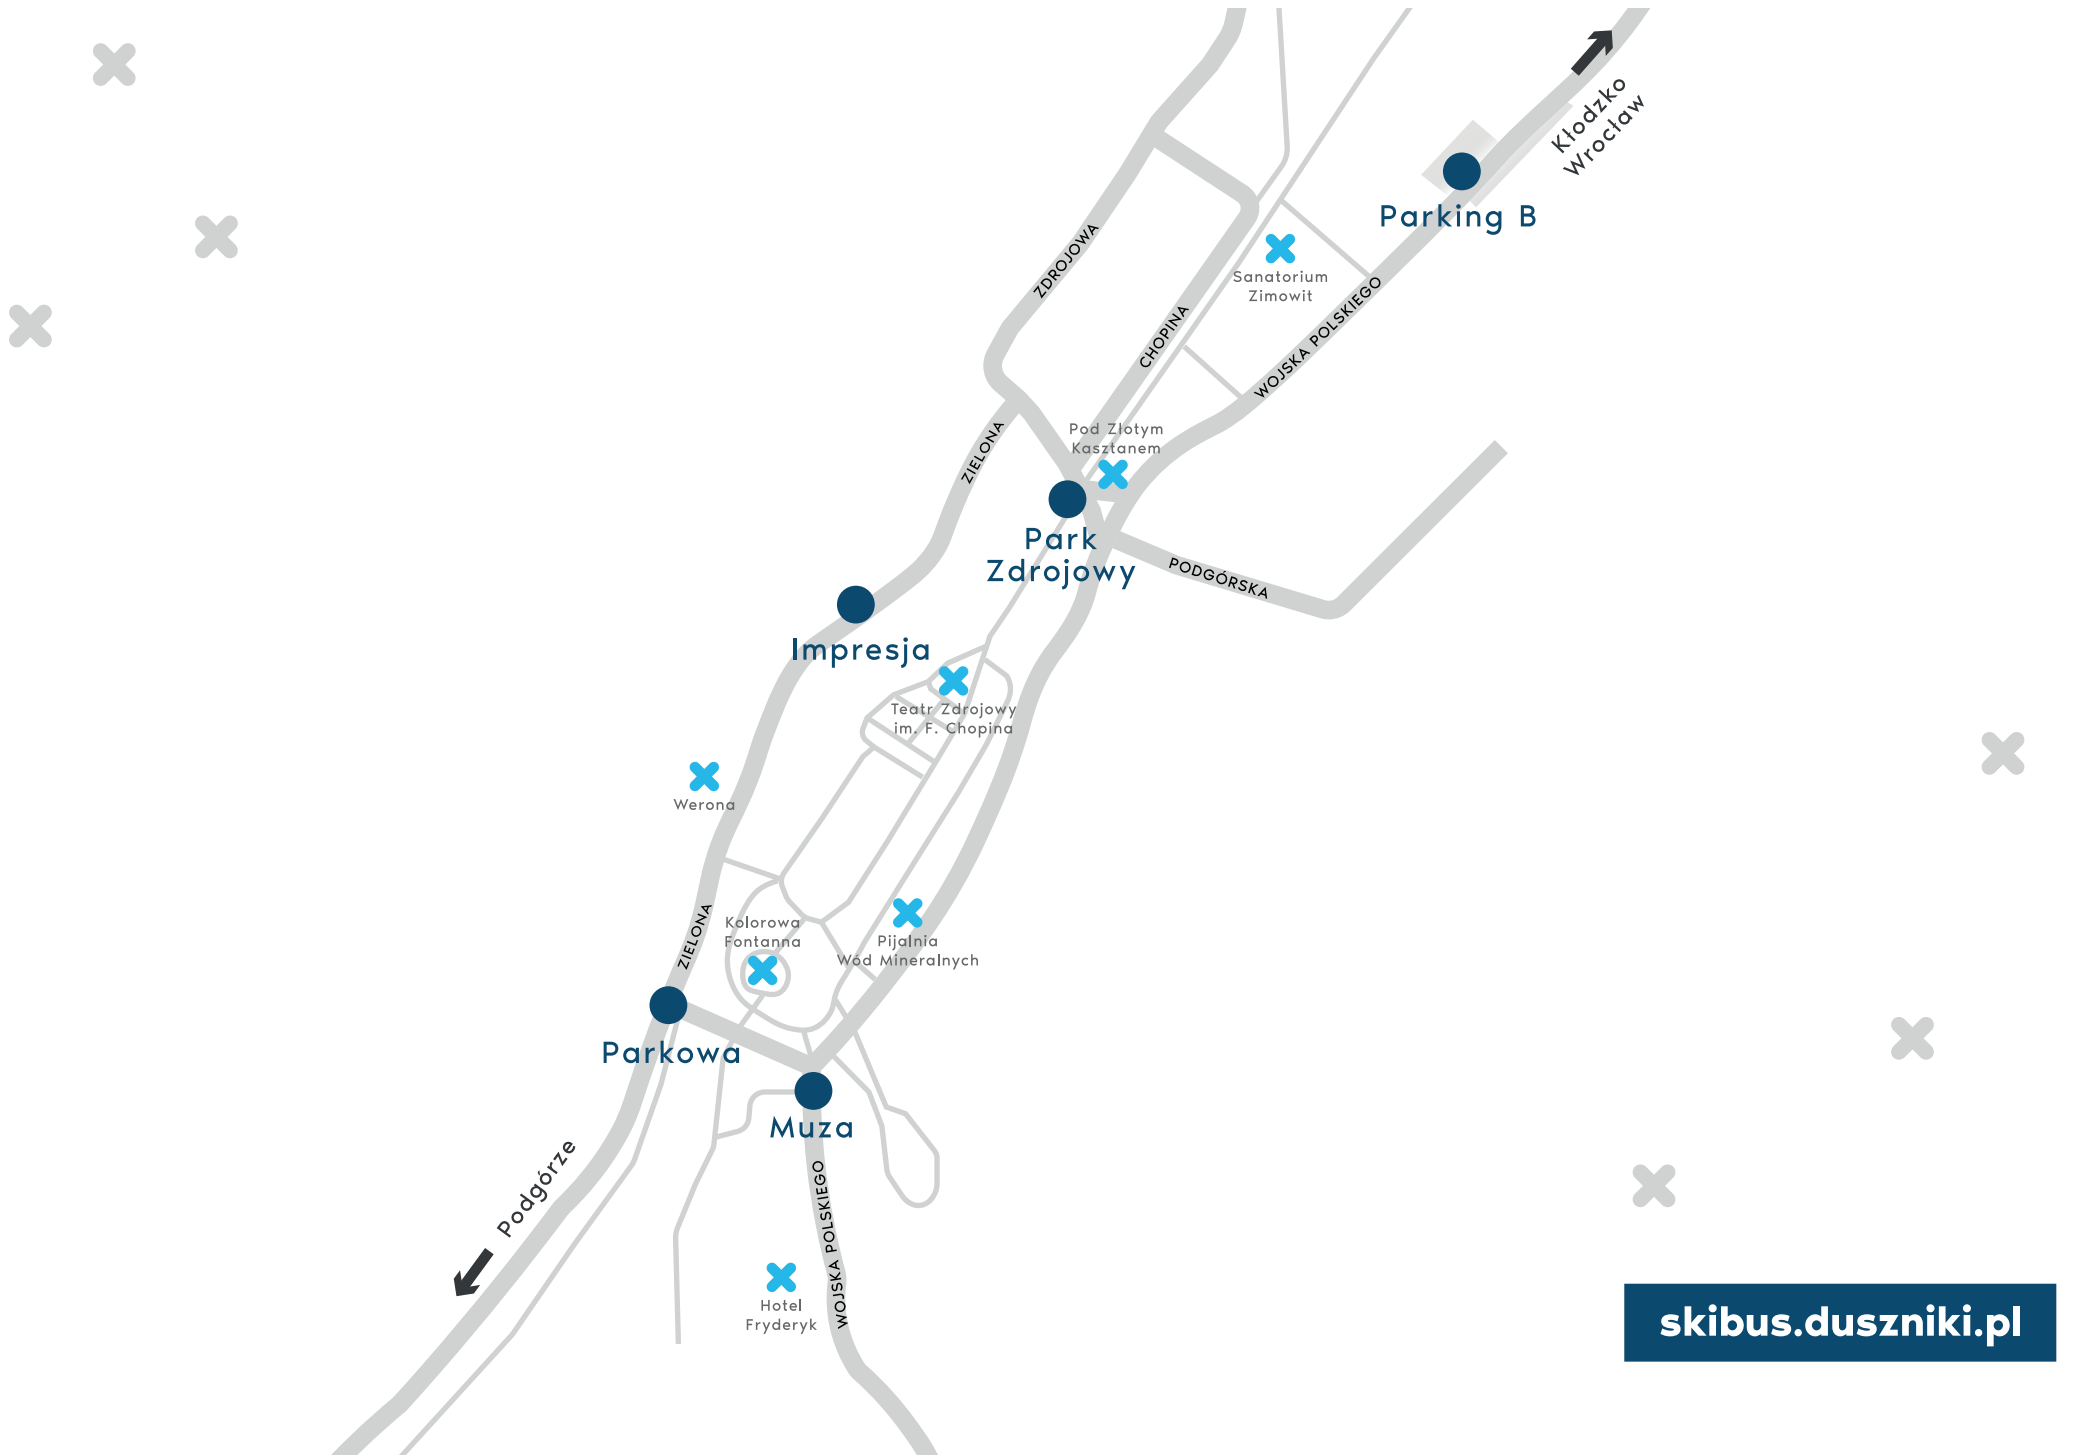 Kłodzko
Wrocław
Parking B
ZDROJOWA
Sanatorium
Zimowit
CHOPINA
WOJSKA POLSKIEGO
Pod Złotym
Kasztanem
ZIELONA
Park
Zdrojowy
PODGÓRSKA
Impresja
Teatr Zdrojowy
im. F. Chopina
Werona
Kolorowa
Fontanna
ZIELONA
Pijalnia
Wód Mineralnych
Parkowa
Muza
Podgórze
WOJSKA POLSKIEGO
Hotel
Fryderyk
skibus.duszniki.pl